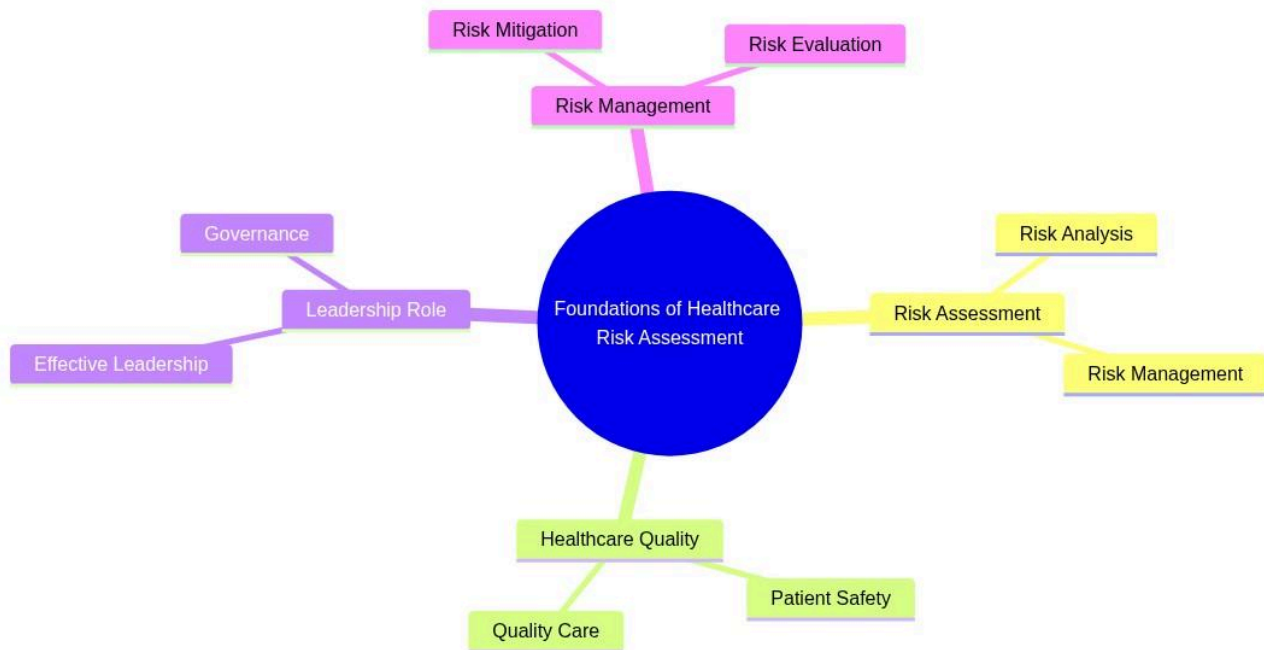 Risk Mitigation
Risk Evaluation
Risk Management
Governance
Risk Analysis
Leadership Role
Foundations of Healthcare
Risk Assessment
Risk Assessment
Effective Leadership
Risk Management
Healthcare Quality
Patient Safety
Quality Care